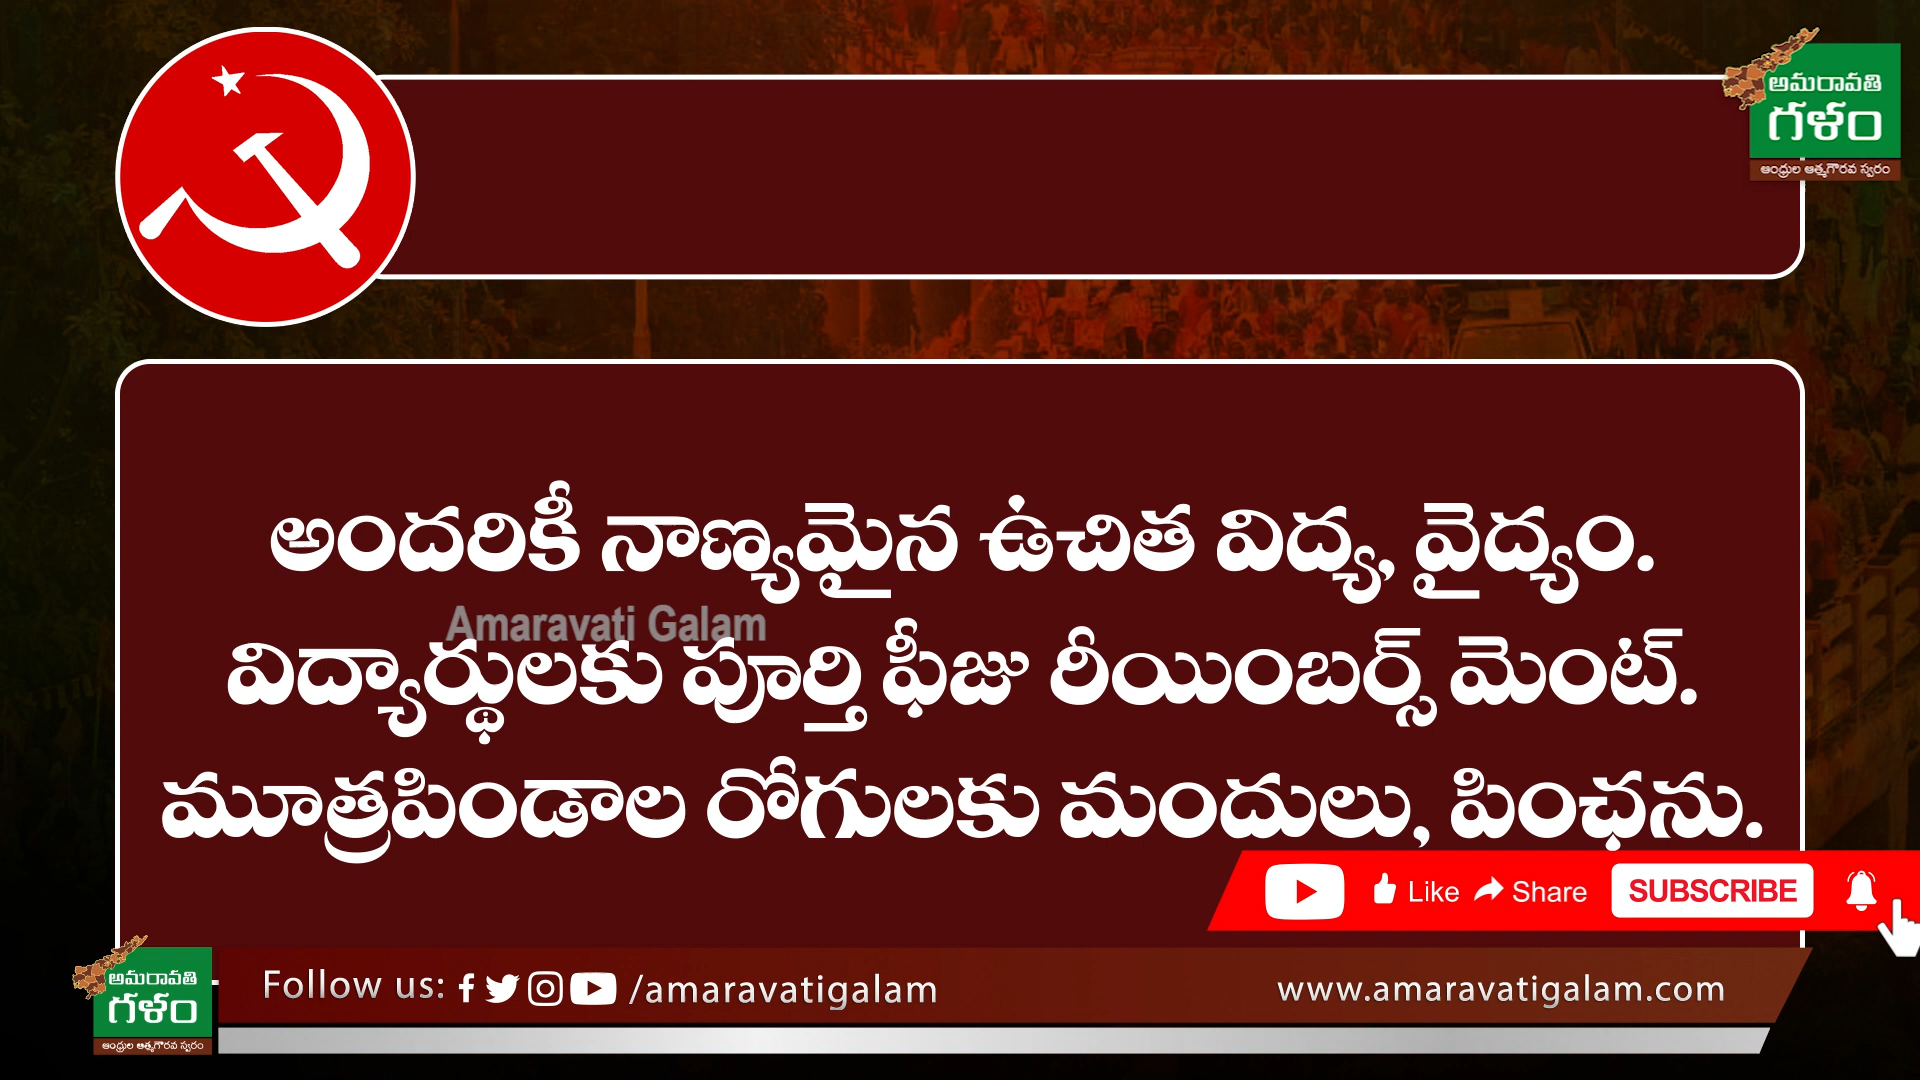 అమరావతి
గళం
ఆంధ్రుల ఆత్మగౌరవ స్వరం
అందరికీ నాణ్యమైన ఉచిత విద్య, వైద్యం.
Amaravati Galam
విద్యార్థులకు పూర్తి ఫీజు రీయింబర్స్ మెంట్.
మూత్రపిండాల రోగులకు మందులు, పింఛను.
Like Share SUBSCRIBE
అమరావతి
గళం
ఆంధ్రుల ఆత్మగౌరవ స్వరం
Follow us: /amaravatigalam www.amaravatigalam.com